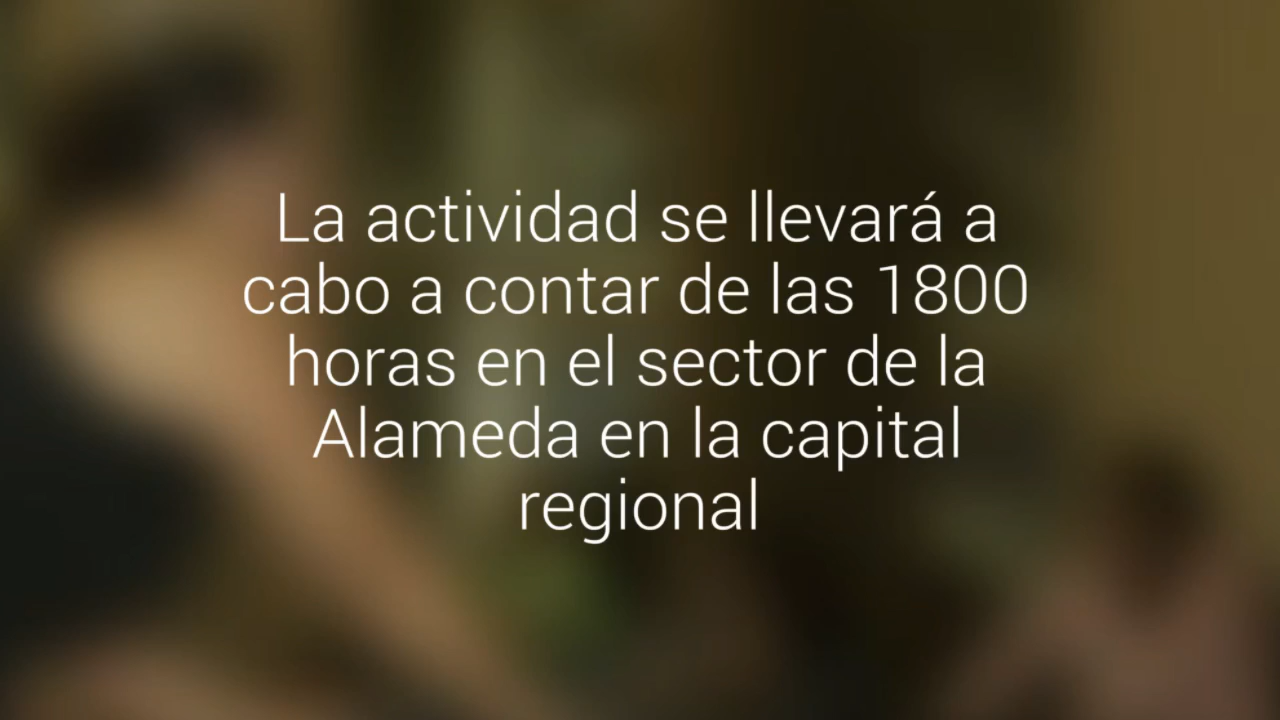 La actividad se llevará a
cabo a contar de las 1800
horas en el sector de la
Alameda en la capital
regional